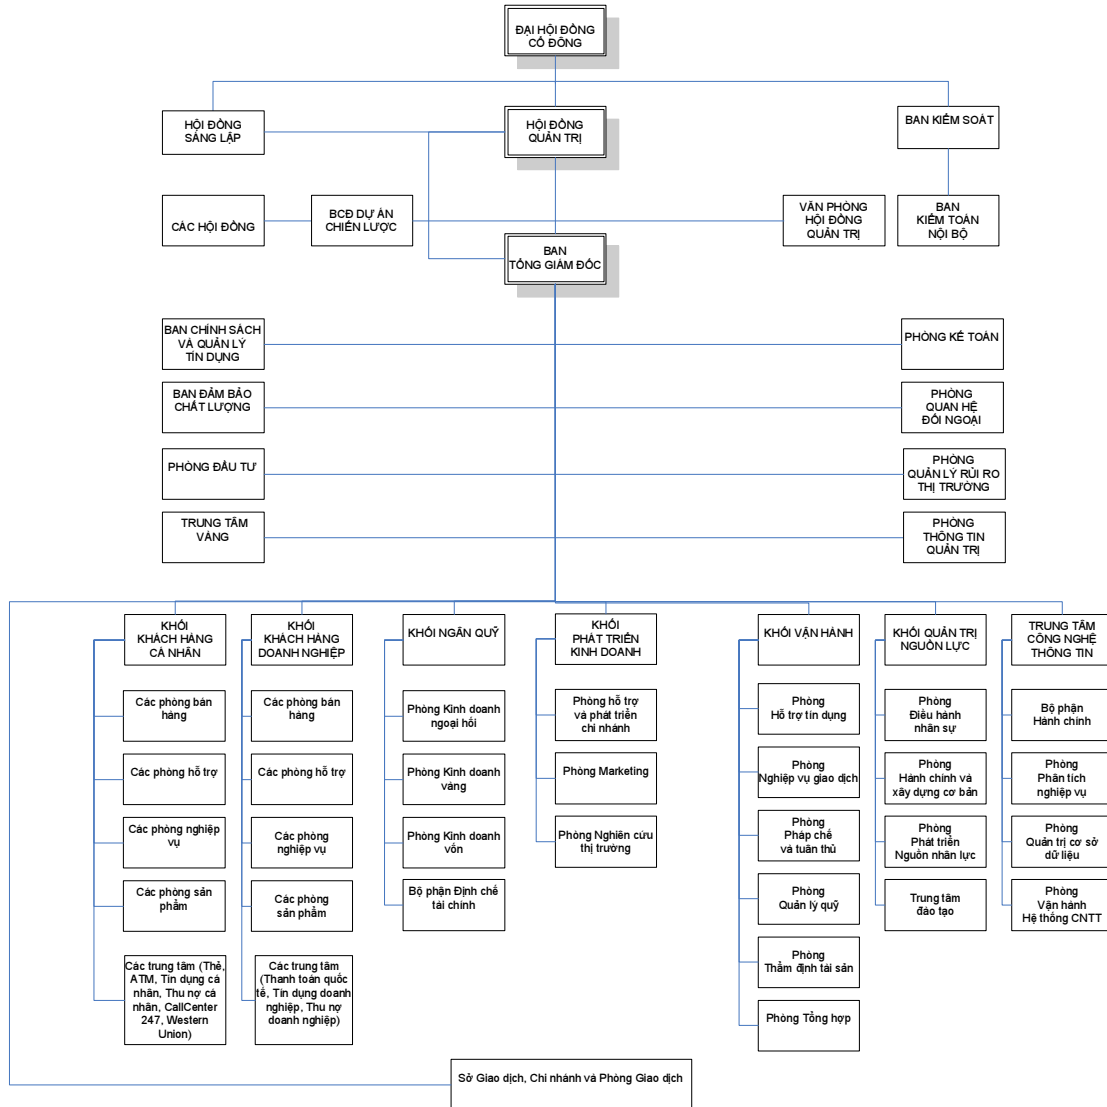 ĐẠI HỘI ĐỒNG
CỔ ĐÔNG
HỘI ĐỒNG
SÁNG LẬP
HỘI ĐỒNG
QUẢN TRỊ
BAN KIỂM SOÁT
CÁC HỘI ĐỒNG
BCĐ DỰ ÁN
CHIẾN LƯỢC
VĂN PHÒNG
HỘI ĐỒNG
QUẢN TRỊ
BAN
KIỂM TOÁN
NỘI BỘ
BAN
TỔNG GIÁM ĐỐC
BAN CHÍNH SÁCH
VÀ QUẢN LÝ
TÍN DỤNG
PHÒNG KẾ TOÁN
BAN ĐẢM BẢO
CHẤT LƯỢNG
PHÒNG
QUAN HỆ
ĐỐI NGOẠI
PHÒNG ĐẦU TƯ
PHÒNG
QUẢN LÝ RỦI RO
THỊ TRƯỜNG
TRUNG TÂM
VÀNG
PHÒNG
THÔNG TIN
QUẢN TRỊ
KHỐI
KHÁCH HÀNG
CÁ NHÂN
Các phòng bán
hàng
Các phòng hỗ trợ
Các phòng nghiệp
vụ
Các phòng sản
phẩm
Các trung tâm (Thẻ,
ATM, Tín dụng cá
nhân, Thu nợ cá
nhân, CallCenter
247, Western
Union)
KHỐI
KHÁCH HÀNG
DOANH NGHIỆP
Các phòng bán
hàng
Các phòng hỗ trợ
Các phòng
nghiệp vụ
Các phòng
sản phẩm
Các trung tâm
(Thanh toán quốc
tế, Tín dụng doanh
nghiệp, Thu nợ
doanh nghiệp)
KHỐI NGÂN QUỸ
Phòng Kinh doanh
ngoại hối
Phòng Kinh doanh
vàng
Phòng Kinh doanh
vốn
Bộ phận Định chế
tài chính
KHỐI
PHÁT TRIỂN
KINH DOANH
Phòng hỗ trợ
và phát triển
chi nhánh
Phòng Marketing
Phòng Nghiên cứu
thị trường
KHỐI VẬN HÀNH
Phòng
Hỗ trợ tín dụng
Phòng
Nghiệp vụ giao dịch
Phòng
Pháp chế
và tuân thủ
Phòng
Quản lý quỹ
Phòng
Thẩm định tài sản
Phòng Tổng hợp
KHỐI QUẢN TRỊ
NGUỒN LỰC
Phòng
Điều hành
nhân sự
Phòng
Hành chính và
xây dựng cơ bản
Phòng
Phát triển
Nguồn nhân lực
Trung tâm
đào tạo
TRUNG TÂM
CÔNG NGHỆ
THÔNG TIN
Bộ phận
Hành chính
Phòng
Phân tích
nghiệp vụ
Phòng
Quản trị cơ sở
dữ liệu
Phòng
Vận hành
Hệ thống CNTT
Sở Giao dịch, Chi nhánh và Phòng Giao dịch